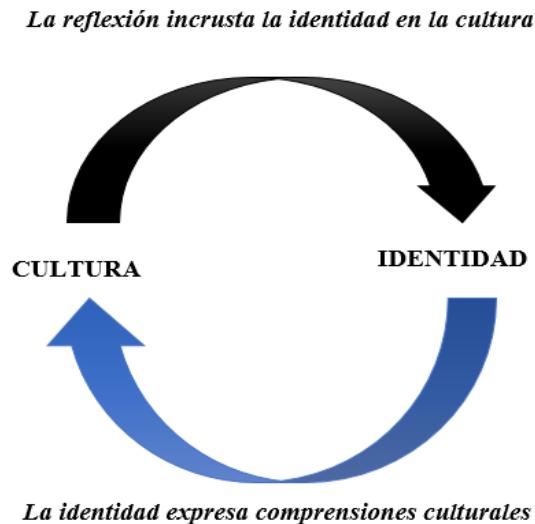 La reflexión incrusta la identidad en la cultura
CULTURA
IDENTIDAD
La identidad expresa comprensiones culturales